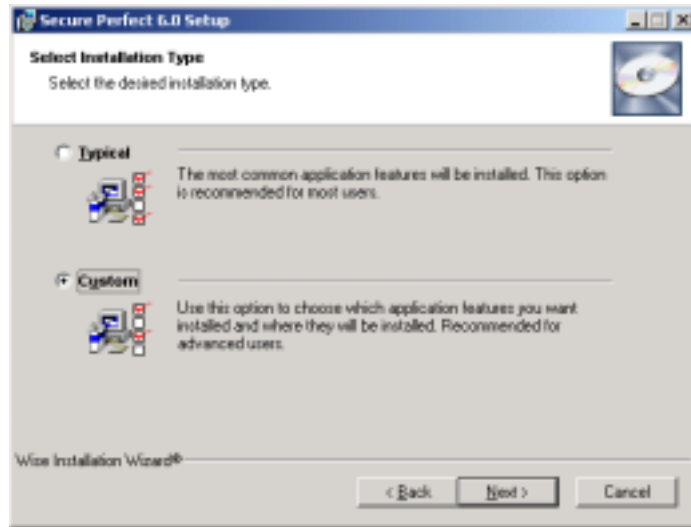 Secure Perfect 6.0 Setup
Select Installation Type
Select the desired installation type.
Typical
The most common application features will be installed. This option
is recommended for most users.
Custom
Use this option to choose which application features you want
installed and where they will be installed. Recommended for
advanced users.
Wise Installation Wizard®
< Back
Next >
Cancel